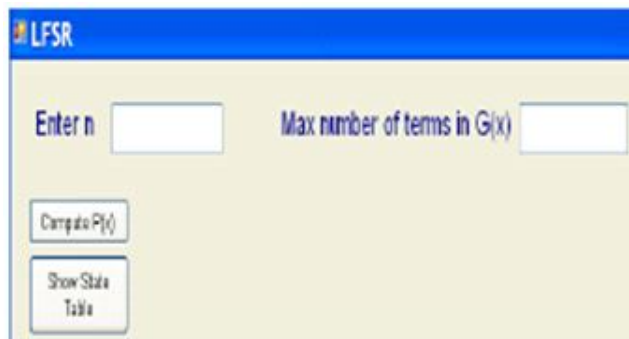 LFSR
Enter n
Max number of terms in G(x)
Compute P(x)
Show State
Table